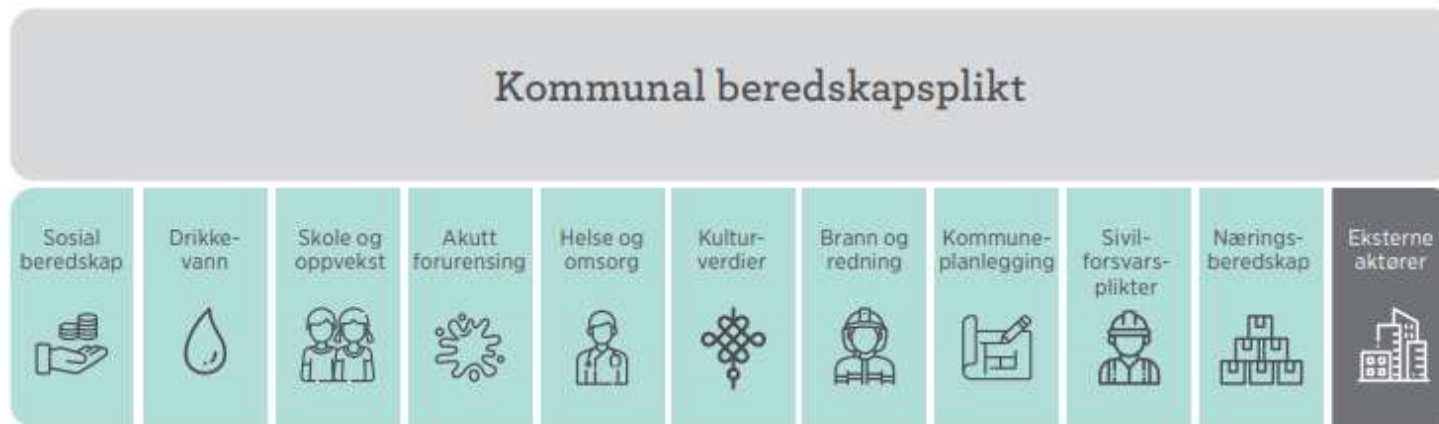 Kommunal beredskapsplikt
Sosial
beredskap
Drikke-
vann
Skole og
oppvekst
Akutt
forurensing
Helse og
omsorg
Kultur-
verdier
Brann og
redning
Kommune-
planlegging
Sivil-
forsvars-
plikter
Nærings-
beredskap
Eksterne
aktører